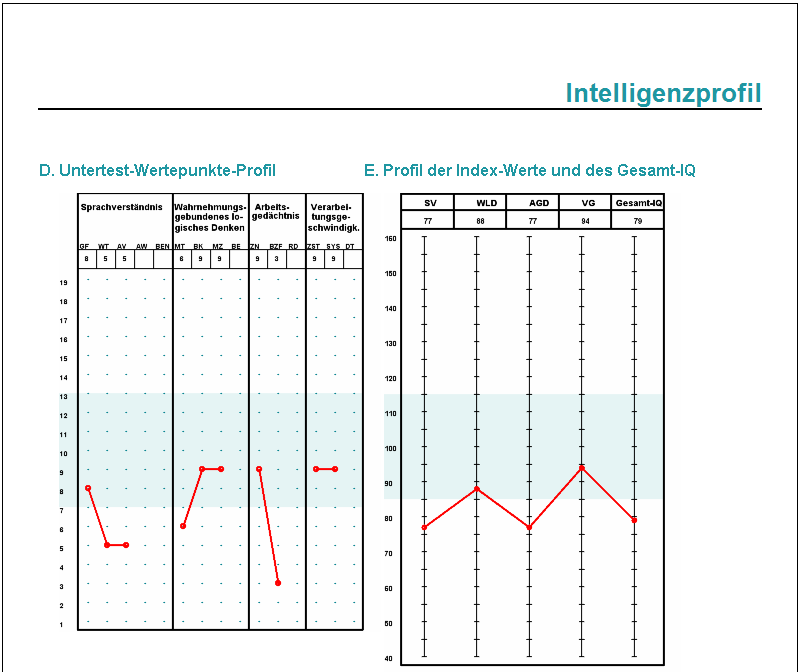 Intelligenzprofil
D. Untertest-Wertepunkte-Profil
E. Profil der Index-Werte und des Gesamt-IQ
Sprachverständnis
Wahrnehmungs-
gebundenes lo-
gisches Denken
Arbeits-
gedächtnis
Verarbei-
tungsge-
schwindigk.
GF WT AV AW BEN MT BK MZ BE ZN BZF RD ZST SYS DT
8 5 5 6 9 9 9 3 9 9
19
18
17
16
15
14
13
12
11
10
9
8
7
6
5
4
3
2
1
SV WLD AGD VG Gesamt-IQ
77 88 77 94 79
160
150
140
130
120
110
100
90
80
70
60
50
40